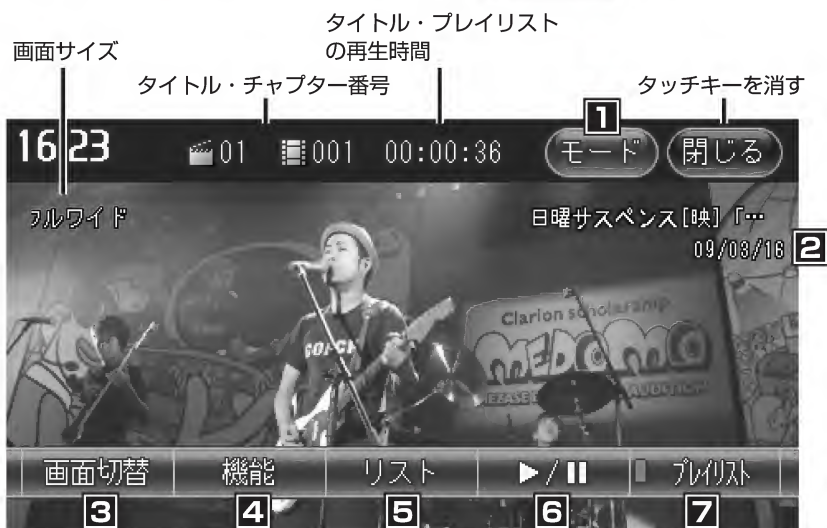 タイトル・プレイリスト
の再生時間
画面サイズ
タイトル・チャプター番号
タッチキーを消す
1
16 23
01
001
00:00:36
モード
閉じる
フルワイド
日曜サスペンス[映]「…
09/03/16
2
Clarion scholarship
MEDOMO
AUDITION
画面切替
機能
リスト
▶/⏸
プレイリスト
3
4
5
6
7